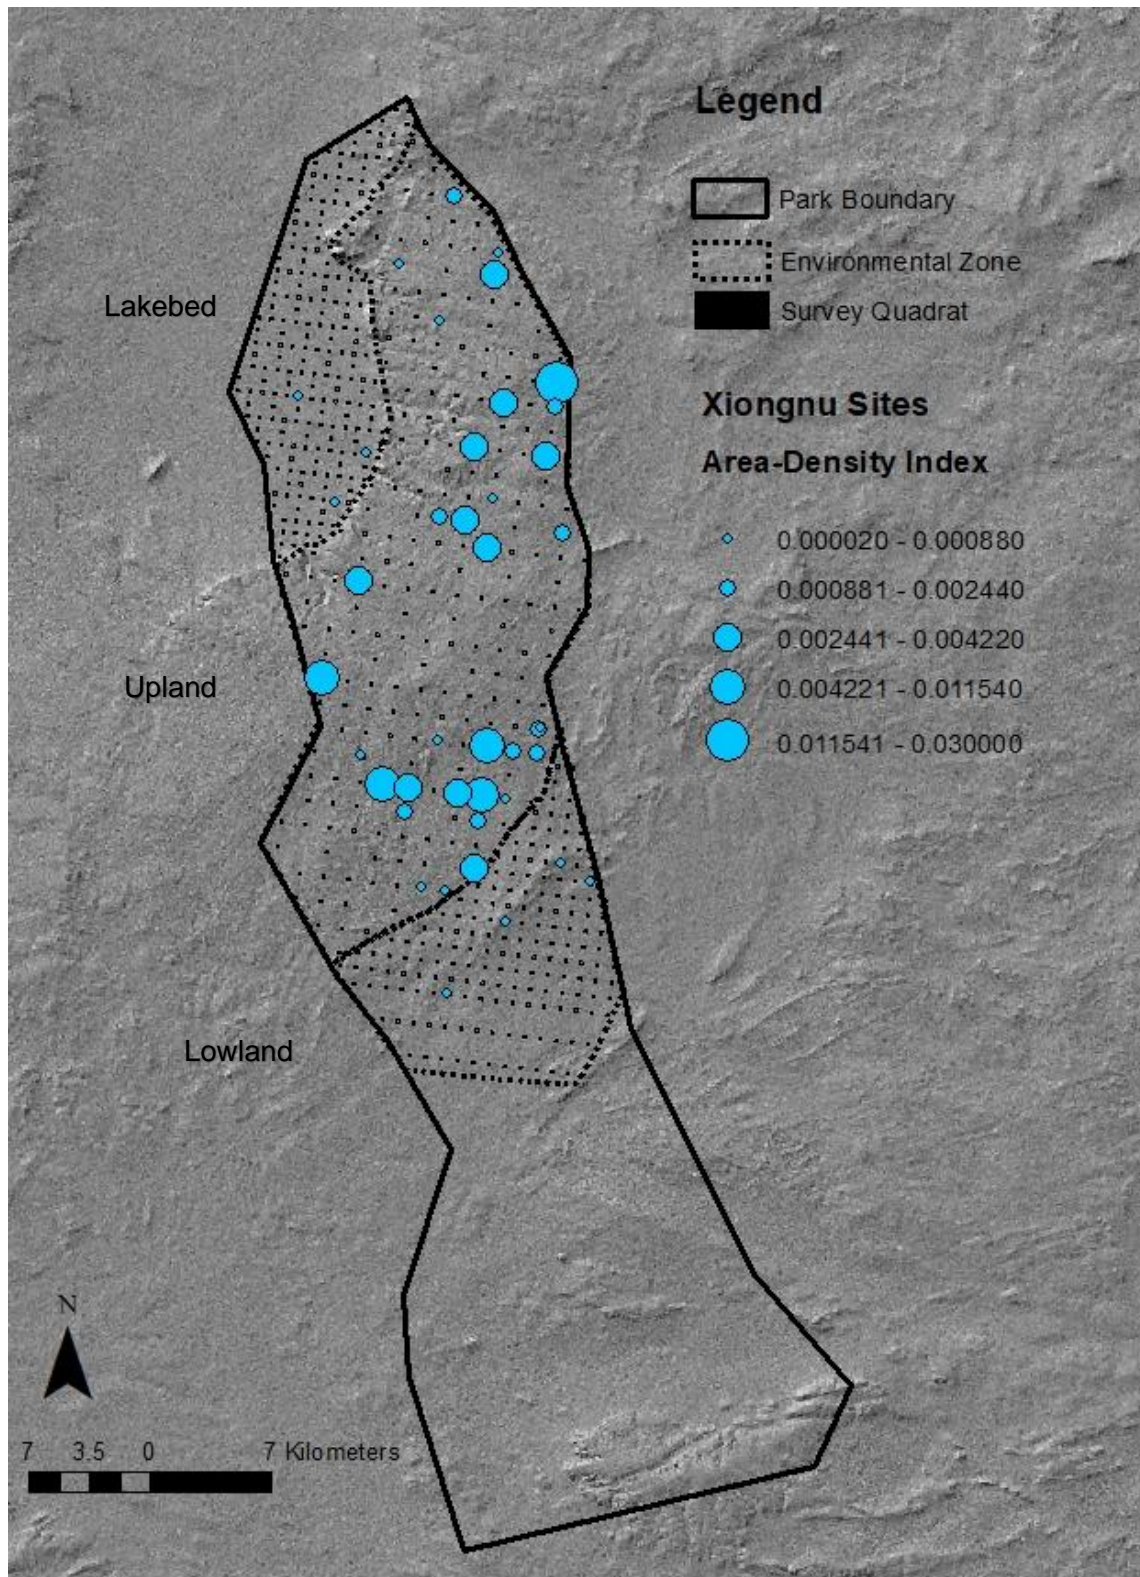 Legend
Park Boundary
Environmental Zone
Survey Quadrat
Lakebed
Xiongnu Sites
Area-Density Index
0.000020 - 0.000880
0.000881 - 0.002440
0.002441 - 0.004220
0.004221 - 0.011540
0.011541 - 0.030000
Upland
Lowland
N
7 3.5 0 7 Kilometers